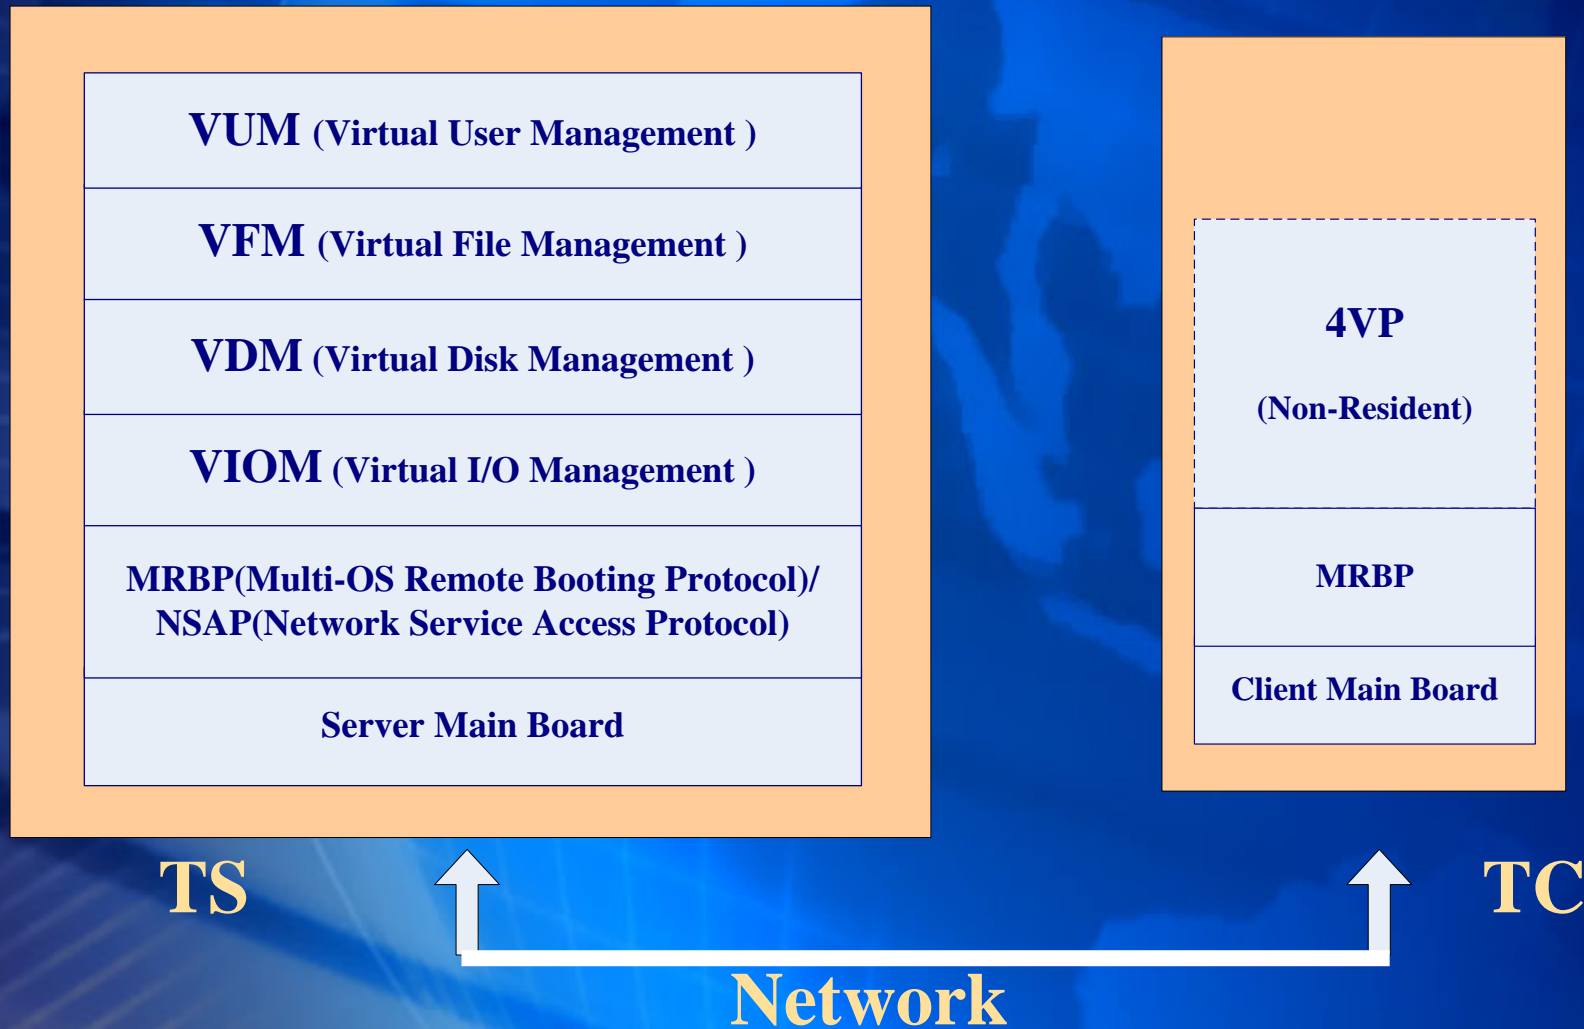 VUM (Virtual User Management )
VFM (Virtual File Management )
VDM (Virtual Disk Management )
VIOM (Virtual I/O Management )
MRBP(Multi-OS Remote Booting Protocol)/
NSAP(Network Service Access Protocol)
Server Main Board
4VP
(Non-Resident)
MRBP
Client Main Board
TS
TC
Network